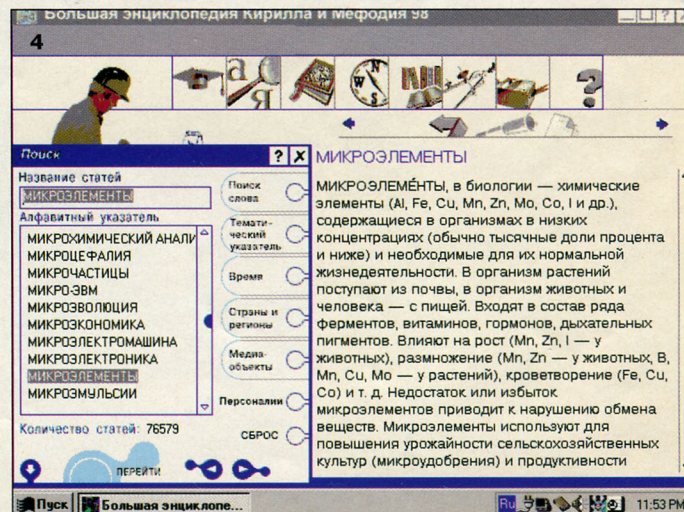 Большая энциклопедия Кирилла и Мефодия 98
4
Поиск
Название статей
МИКРОЭЛЕМЕНТЫ
Алфавитный указатель
МИКРОХИМИЧЕСКИЙ АНАЛИ
МИКРОЦЕФАЛИЯ
МИКРОЧАСТИЦЫ
МИКРО-ЭВМ
МИКРОЭВОЛЮЦИЯ
МИКРОЭКОНОМИКА
МИКРОЭЛЕКТРОМАШИНА
МИКРОЭЛЕКТРОНИКА
МИКРОЭЛЕМЕНТЫ
МИКРОЭМУЛЬСИИ
Количество статей: 76579
ПЕРЕЙТИ
Поиск
слова
Темати-
ческий
указатель
Время
Страны и
регионы
Медиа-
объекты
Персоналии
СБРОС
МИКРОЭЛЕМЕНТЫ
МИКРОЭЛЕМЕ́НТЫ, в биологии — химические
элементы (Al, Fe, Cu, Mn, Zn, Mo, Co, I и др.),
содержащиеся в организмах в низких
концентрациях (обычно тысячные доли процента
и ниже) и необходимые для их нормальной
жизнедеятельности. В организм растений
поступают из почвы, в организм животных и
человека — с пищей. Входят в состав ряда
ферментов, витаминов, гормонов, дыхательных
пигментов. Влияют на рост (Mn, Zn, I — у
животных), размножение (Mn, Zn — у животных, B,
Mn, Cu, Mo — у растений), кроветворение (Fe, Cu,
Co) и т. д. Недостаток или избыток
микроэлементов приводит к нарушению обмена
веществ. Микроэлементы используют для
повышения урожайности сельскохозяйственных
культур (микроудобрения) и продуктивности
Пуск
Большая энциклопе...
Ru
11:53 PM